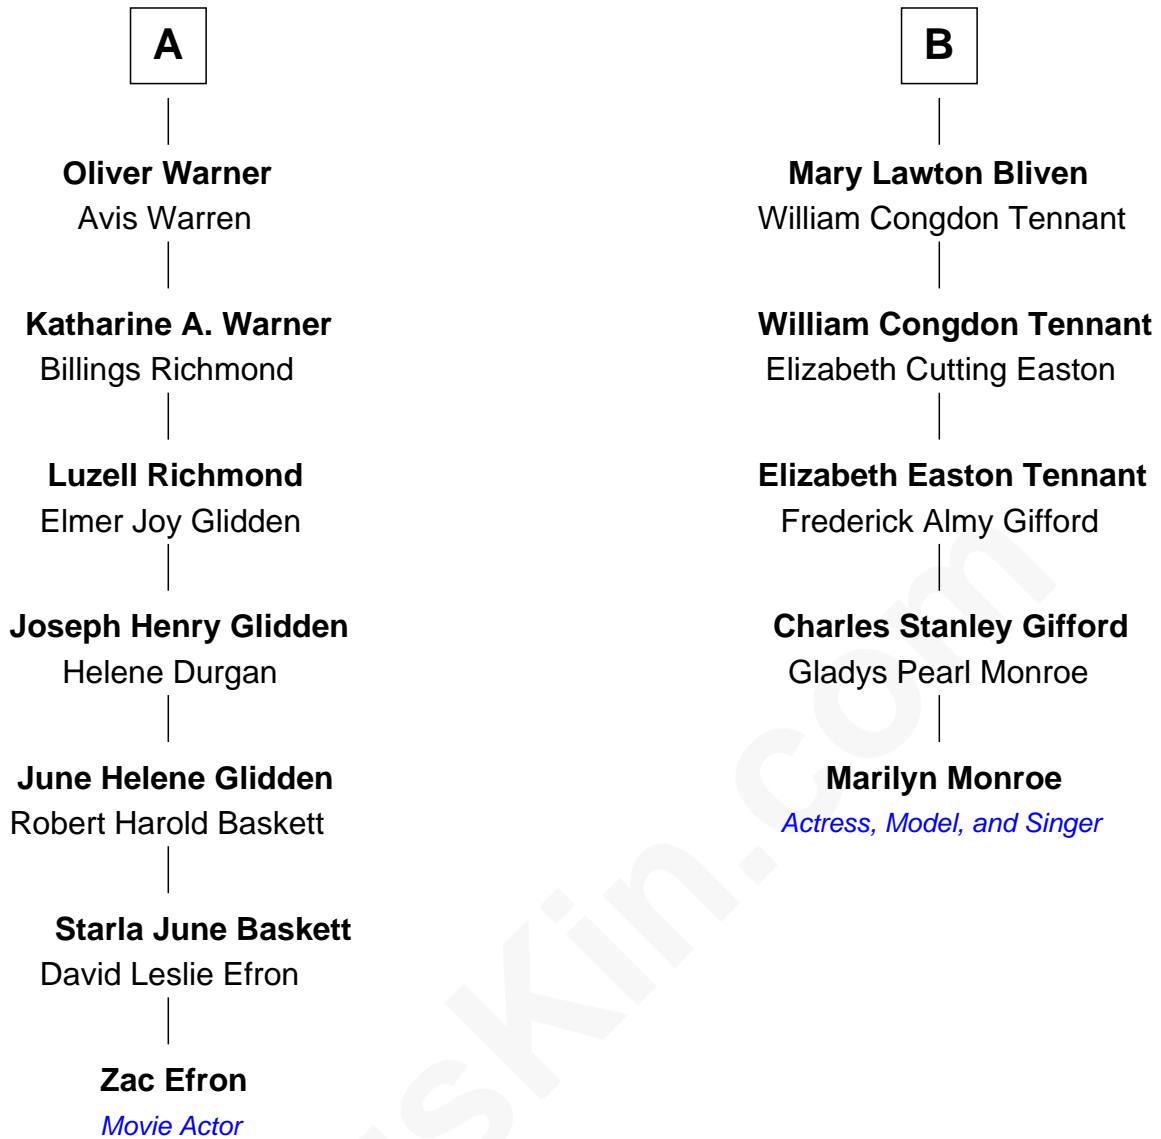 A
Oliver Warner
Avis Warren
Katharine A. Warner
Billings Richmond
Luzell Richmond
Elmer Joy Glidden
Joseph Henry Glidden
Helene Durgan
June Helene Glidden
Robert Harold Baskett
Starla June Baskett
David Leslie Efron
Zac Efron
Movie Actor
B
Mary Lawton Bliven
William Congdon Tennant
William Congdon Tennant
Elizabeth Cutting Easton
Elizabeth Easton Tennant
Frederick Almy Gifford
Charles Stanley Gifford
Gladys Pearl Monroe
Marilyn Monroe
Actress, Model, and Singer
sKin.com